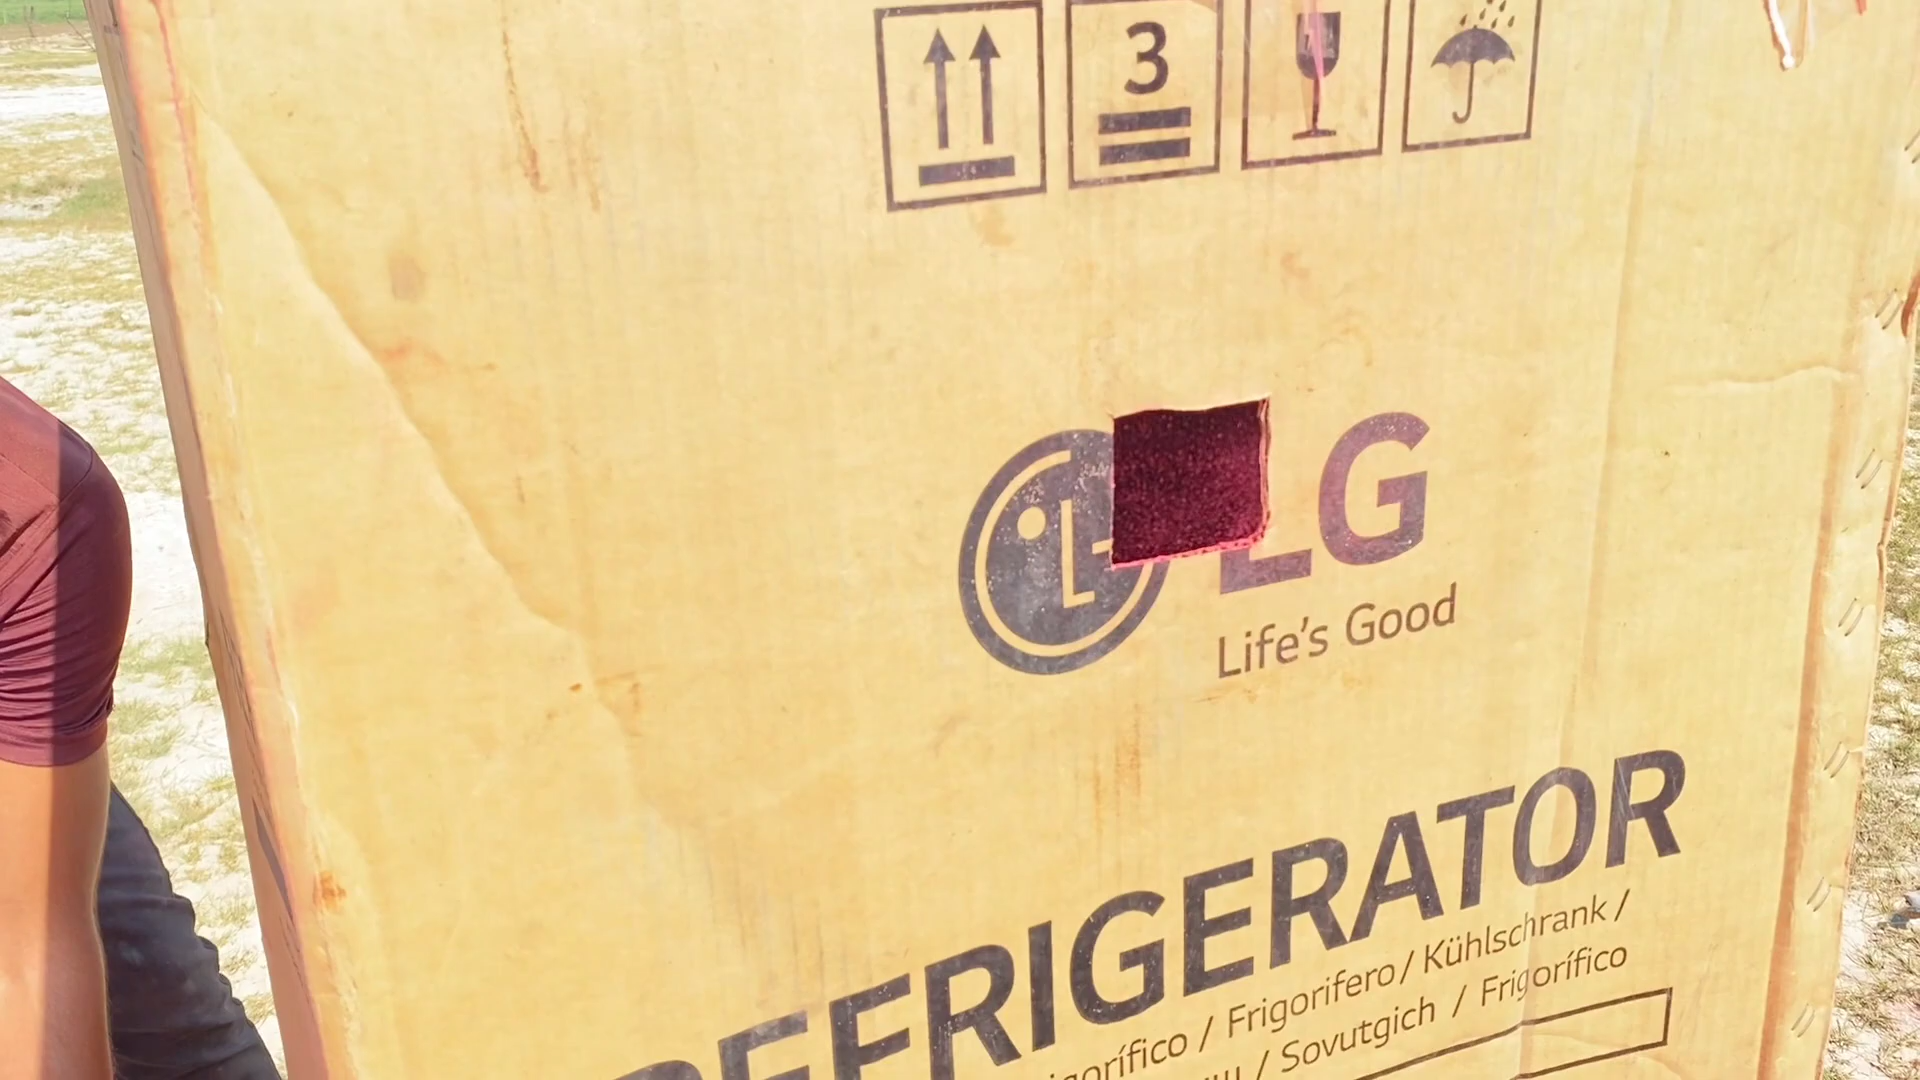 3
LG
Life's Good
REFRIGERATOR
Frigorifero / Kühlschrank /
/ Sovutgich / Frigorífico